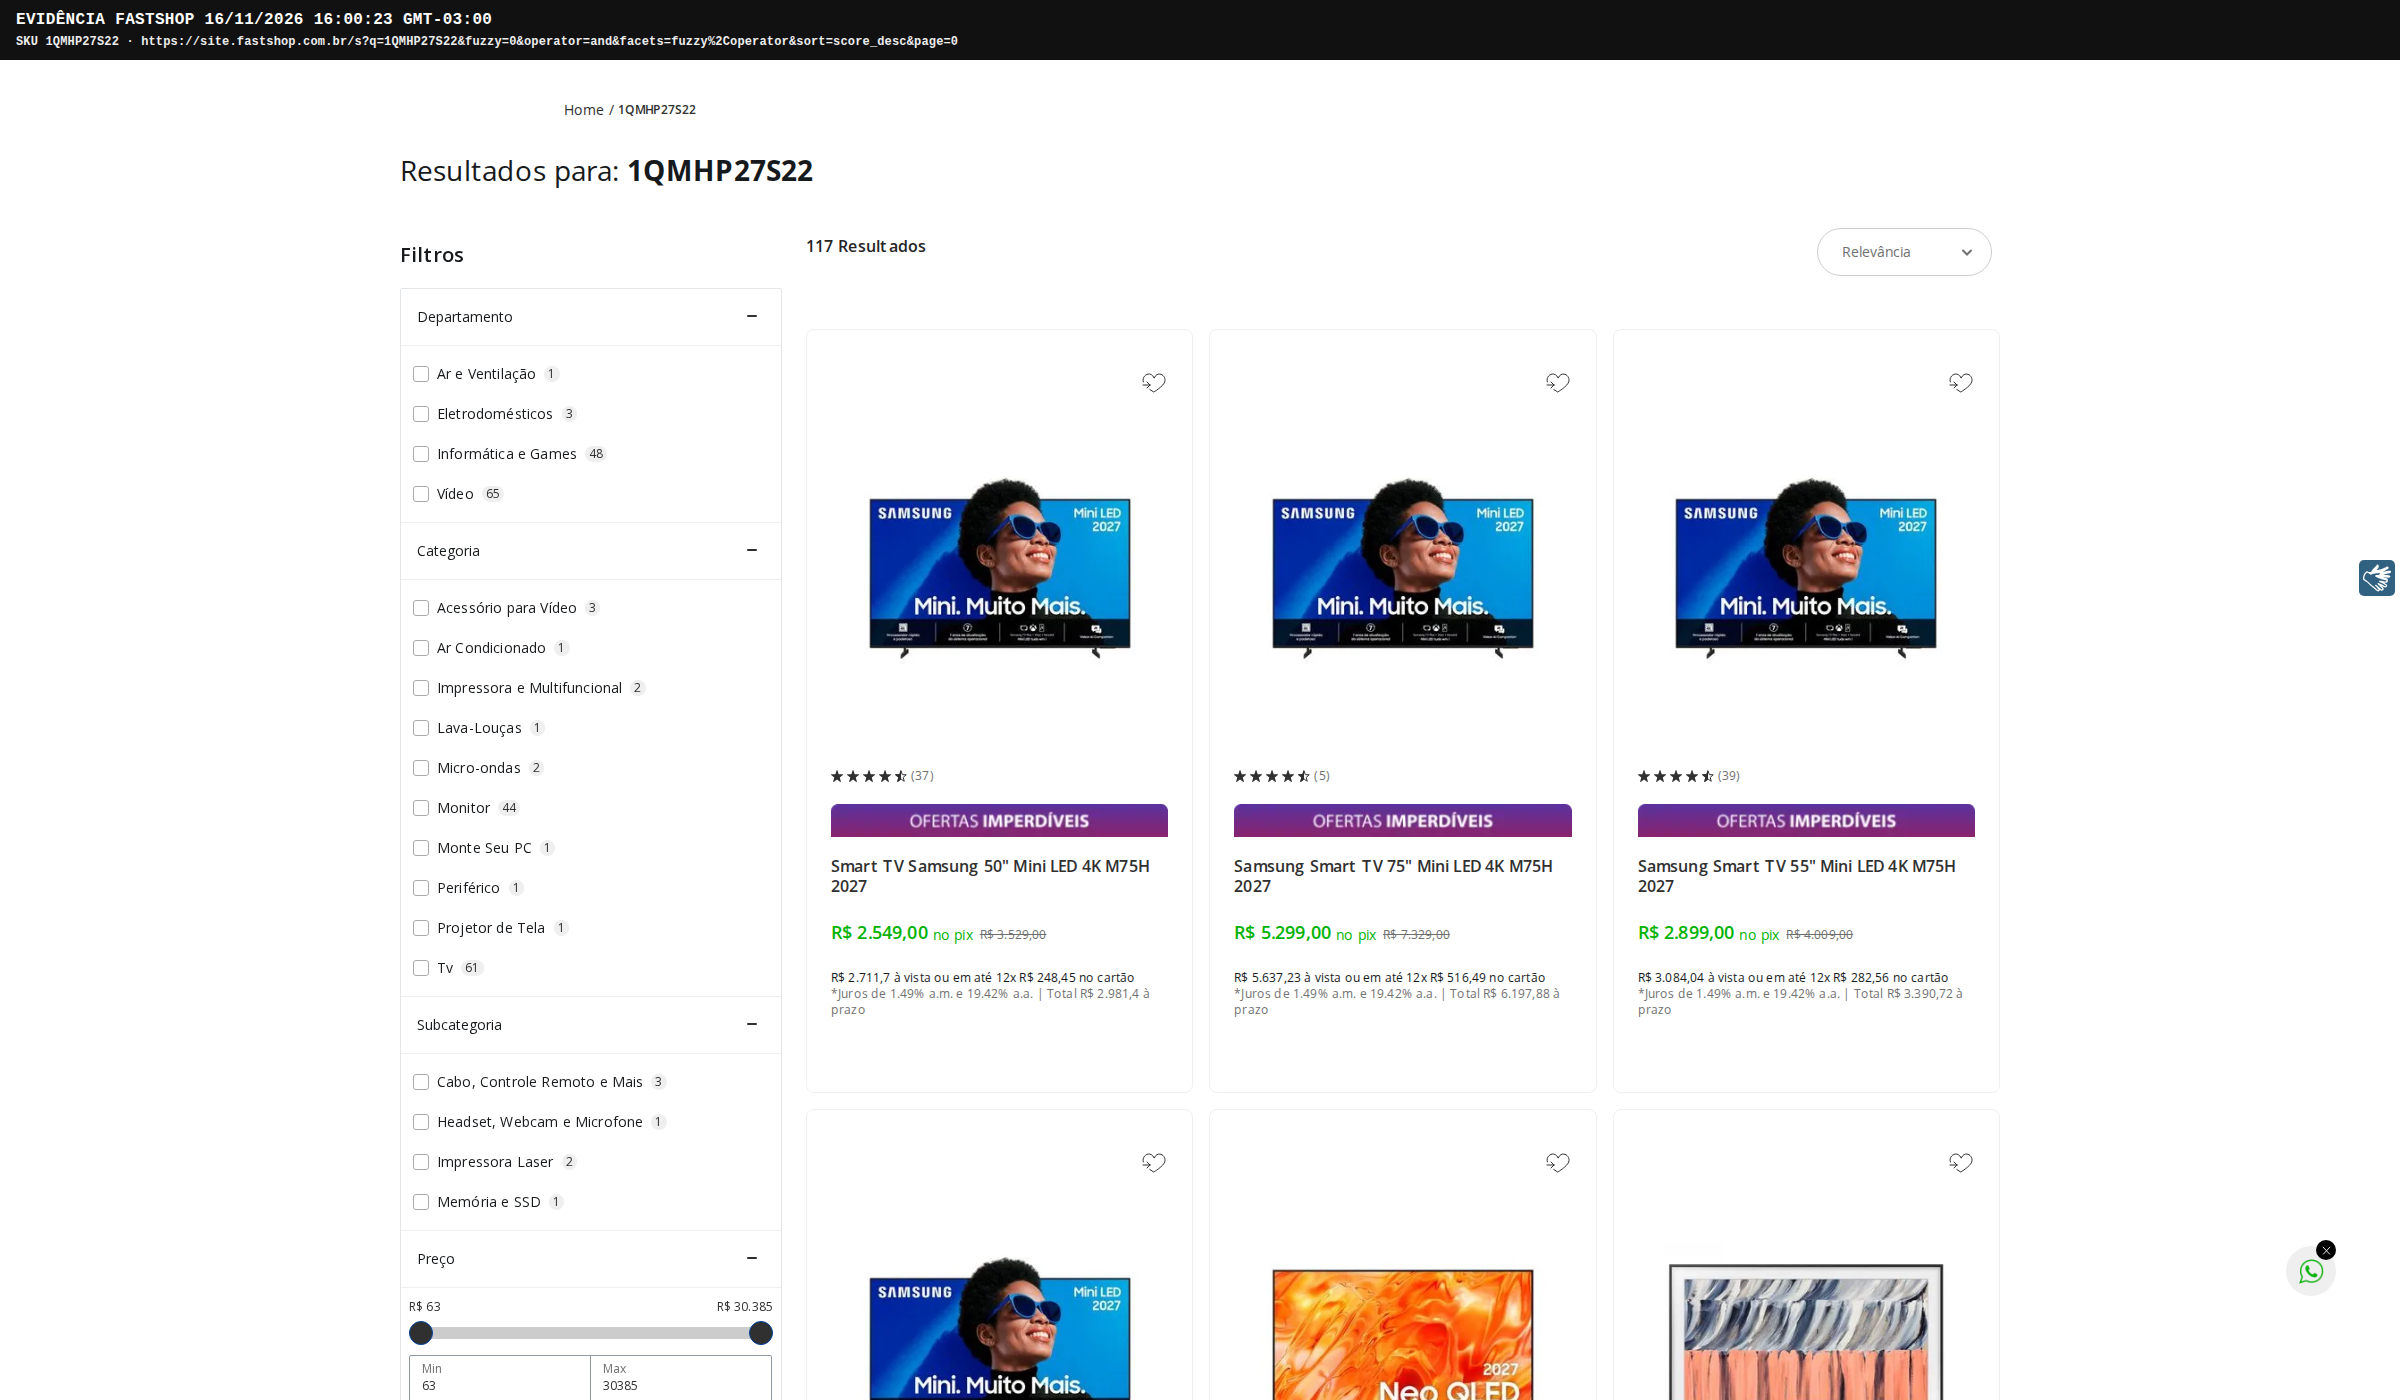 EVIDÊNCIA FASTSHOP 16/11/2026 16:00:23 GMT-03:00
SKU 1QMHP27S22 · https://site.fastshop.com.br/s?q=1QMHP27S22&fuzzy=0&operator=and&facets=fuzzy%2Coperator&sort=score_desc&page=0
Home / 1QMHP27S22
Resultados para: 1QMHP27S22
Filtros
117 Resultados
Relevância
Departamento
Ar e Ventilação 1
Eletrodomésticos 3
Informática e Games 48
Vídeo 65
Categoria
Acessório para Vídeo 3
Ar Condicionado 1
Impressora e Multifuncional 2
Lava-Louças 1
Micro-ondas 2
Monitor 44
Monte Seu PC 1
Periférico 1
Projetor de Tela 1
Tv 61
Subcategoria
Cabo, Controle Remoto e Mais 3
Headset, Webcam e Microfone 1
Impressora Laser 2
Memória e SSD 1
Preço
R$ 63
R$ 30.385
Min
63
Max
30385
SAMSUNG
Mini LED
2027
Mini. Muito Mais.
(37)
OFERTAS IMPERDÍVEIS
Smart TV Samsung 50" Mini LED 4K M75H
2027
R$ 2.549,00 no pix R$ 3.529,00
R$ 2.711,7 à vista ou em até 12x R$ 248,45 no cartão
*Juros de 1.49% a.m. e 19.42% a.a. | Total R$ 2.981,4 à
prazo
SAMSUNG
Mini LED
2027
Mini. Muito Mais.
(5)
OFERTAS IMPERDÍVEIS
Samsung Smart TV 75" Mini LED 4K M75H
2027
R$ 5.299,00 no pix R$ 7.329,00
R$ 5.637,23 à vista ou em até 12x R$ 516,49 no cartão
*Juros de 1.49% a.m. e 19.42% a.a. | Total R$ 6.197,88 à
prazo
SAMSUNG
Mini LED
2027
Mini. Muito Mais.
(39)
OFERTAS IMPERDÍVEIS
Samsung Smart TV 55" Mini LED 4K M75H
2027
R$ 2.899,00 no pix R$ 4.009,00
R$ 3.084,04 à vista ou em até 12x R$ 282,56 no cartão
*Juros de 1.49% a.m. e 19.42% a.a. | Total R$ 3.390,72 à
prazo
SAMSUNG
Mini LED
2027
Mini. Muito Mais.
2027
Neo QLED